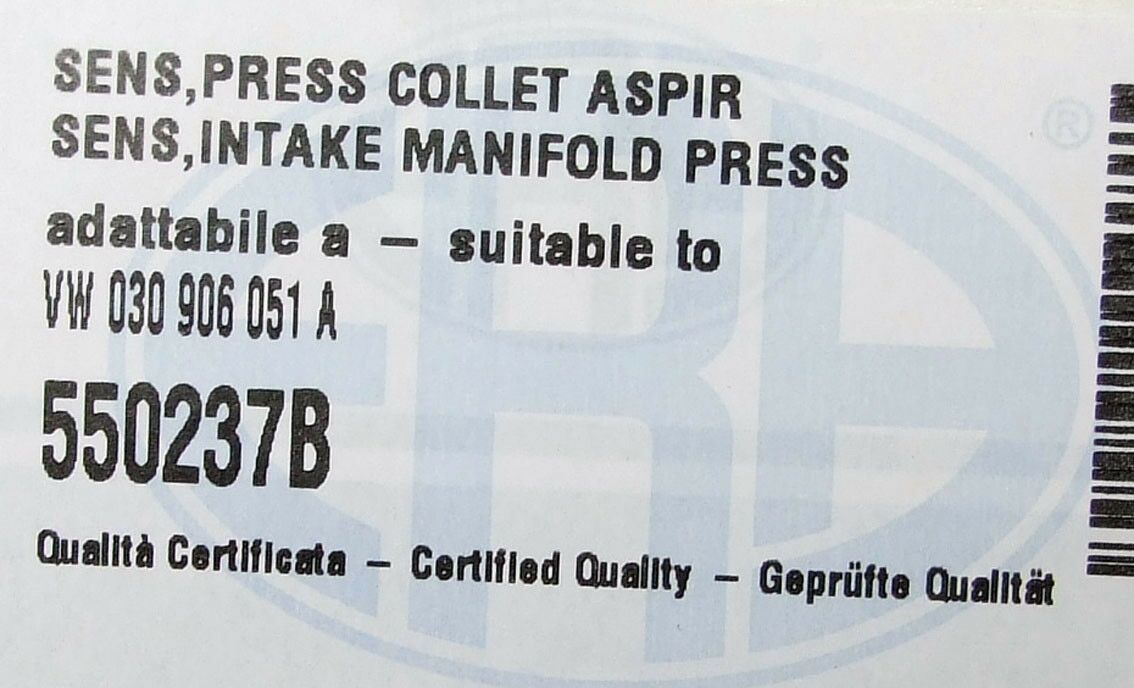 SENS,PRESS COLLET ASPIR
SENS,INTAKE MANIFOLD PRESS
adattabile a – suitable to
VW 030 906 051 A
550237B
Qualità Certificata – Certified Quality – Geprüfte Qualität
ERA ®